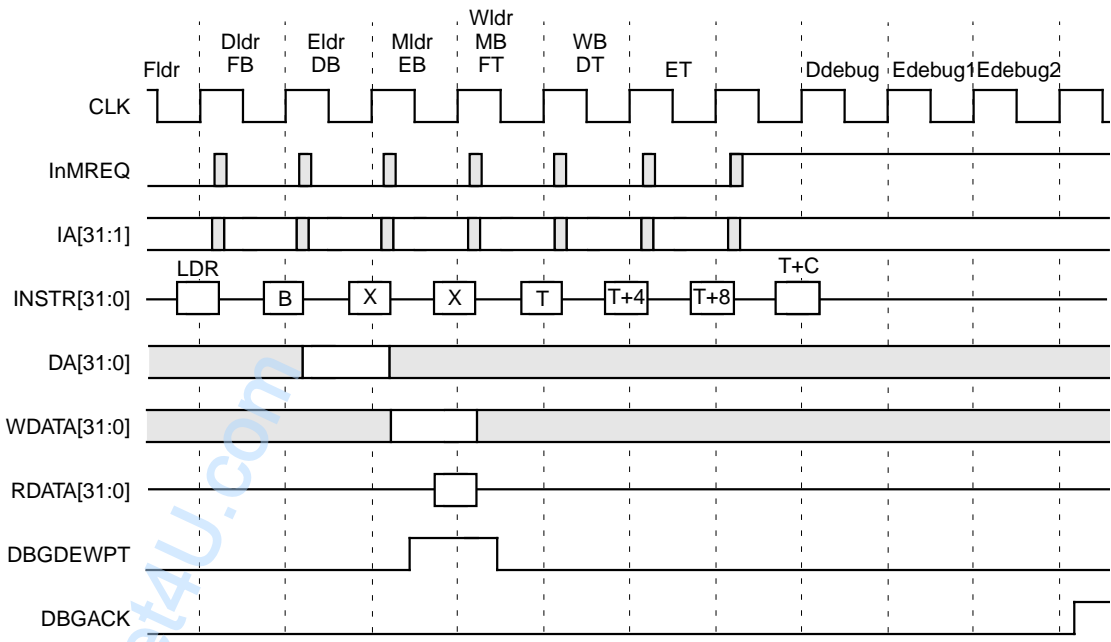 Wldr
Dldr Eldr Mldr MB WB
Fldr FB DB EB FT DT ET Ddebug Edebug1 Edebug2
CLK
InMREQ
IA[31:1]
LDR T+C
INSTR[31:0] B X X T T+4 T+8
DA[31:0]
WDATA[31:0]
RDATA[31:0]
DBGDEWPT
DBGACK
et4U.com